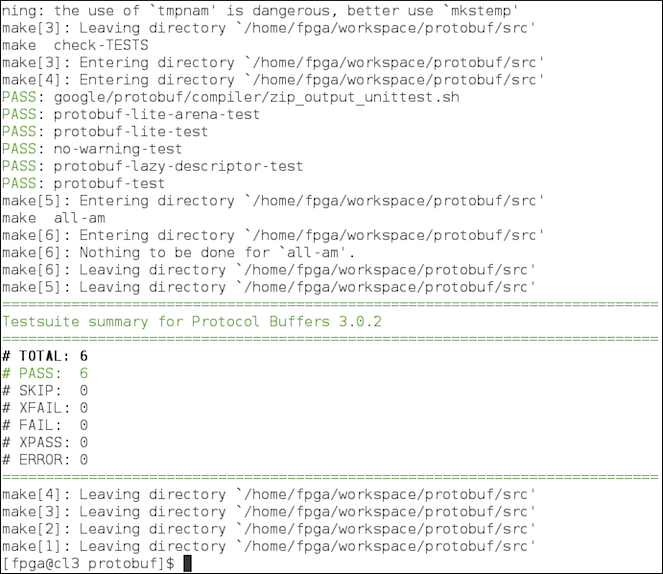 ning: the use of `tmpnam' is dangerous, better use `mkstemp'
make[3]: Leaving directory `/home/fpga/workspace/protobuf/src'
make  check-TESTS
make[3]: Entering directory `/home/fpga/workspace/protobuf/src'
make[4]: Entering directory `/home/fpga/workspace/protobuf/src'
PASS: google/protobuf/compiler/zip_output_unittest.sh
PASS: protobuf-lite-arena-test
PASS: protobuf-lite-test
PASS: no-warning-test
PASS: protobuf-lazy-descriptor-test
PASS: protobuf-test
make[5]: Entering directory `/home/fpga/workspace/protobuf/src'
make  all-am
make[6]: Entering directory `/home/fpga/workspace/protobuf/src'
make[6]: Nothing to be done for `all-am'.
make[6]: Leaving directory `/home/fpga/workspace/protobuf/src'
make[5]: Leaving directory `/home/fpga/workspace/protobuf/src'
============================================================================
Testsuite summary for Protocol Buffers 3.0.2
============================================================================
# TOTAL: 6
# PASS:  6
# SKIP:  0
# XFAIL: 0
# FAIL:  0
# XPASS: 0
# ERROR: 0
============================================================================
make[4]: Leaving directory `/home/fpga/workspace/protobuf/src'
make[3]: Leaving directory `/home/fpga/workspace/protobuf/src'
make[2]: Leaving directory `/home/fpga/workspace/protobuf/src'
make[1]: Leaving directory `/home/fpga/workspace/protobuf/src'
[fpga@cl3 protobuf]$